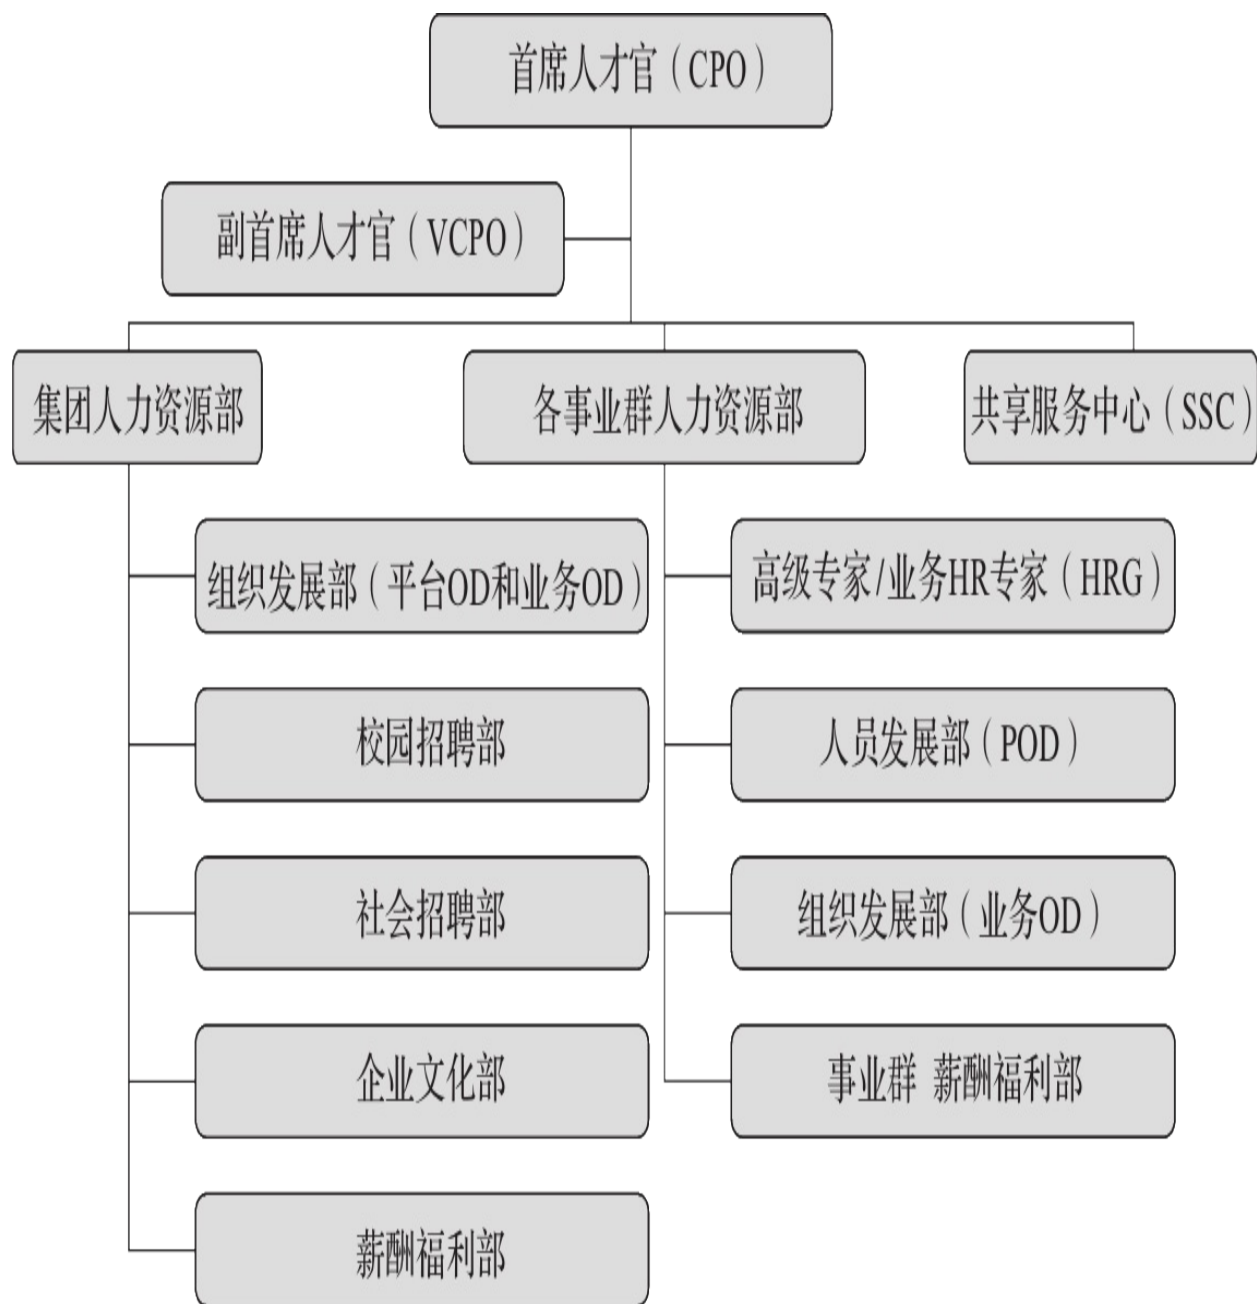 首席人才官（CPO）
副首席人才官（VCPO）
集团人力资源部
各事业群人力资源部
共享服务中心（SSC）
组织发展部（平台OD和业务OD）
高级专家/业务HR专家（HRG）
校园招聘部
人员发展部（POD）
社会招聘部
组织发展部（业务OD）
企业文化部
事业群 薪酬福利部
薪酬福利部